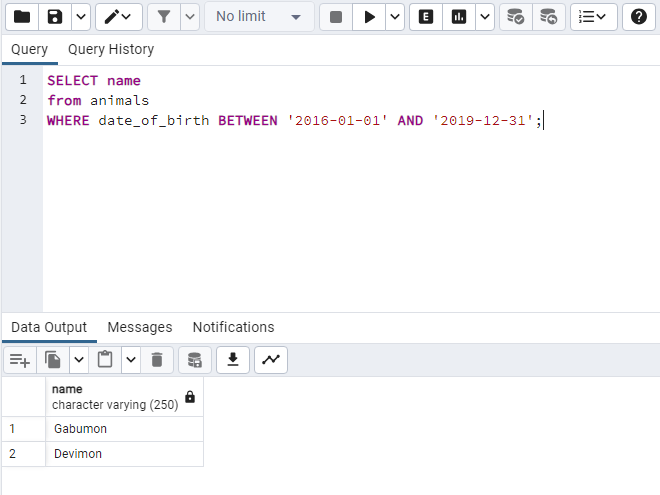 No limit
E
Query Query History
1 SELECT name
2 from animals
3 WHERE date_of_birth BETWEEN '2016-01-01' AND '2019-12-31';
Data Output Messages Notifications
name
character varying (250)
1 Gabumon
2 Devimon